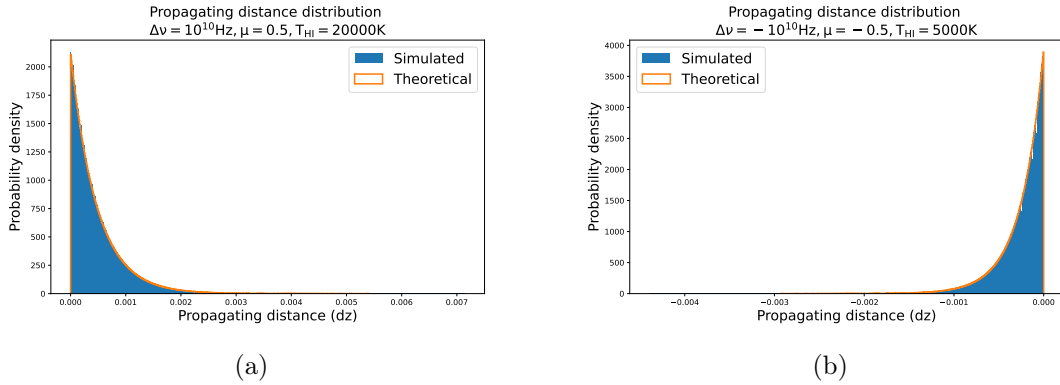 Propagating distance distribution
Δν = 10¹⁰Hz, μ = 0.5, T_HI = 20000K
Probability density
2000
1750
1500
1250
1000
750
500
250
0
Simulated
Theoretical
0.000 0.001 0.002 0.003 0.004 0.005 0.006 0.007
Propagating distance (dz)
(a)
Propagating distance distribution
Δν = − 10¹⁰Hz, μ = − 0.5, T_HI = 5000K
Probability density
4000
3500
3000
2500
2000
1500
1000
500
0
Simulated
Theoretical
−0.004 −0.003 −0.002 −0.001 0.000
Propagating distance (dz)
(b)